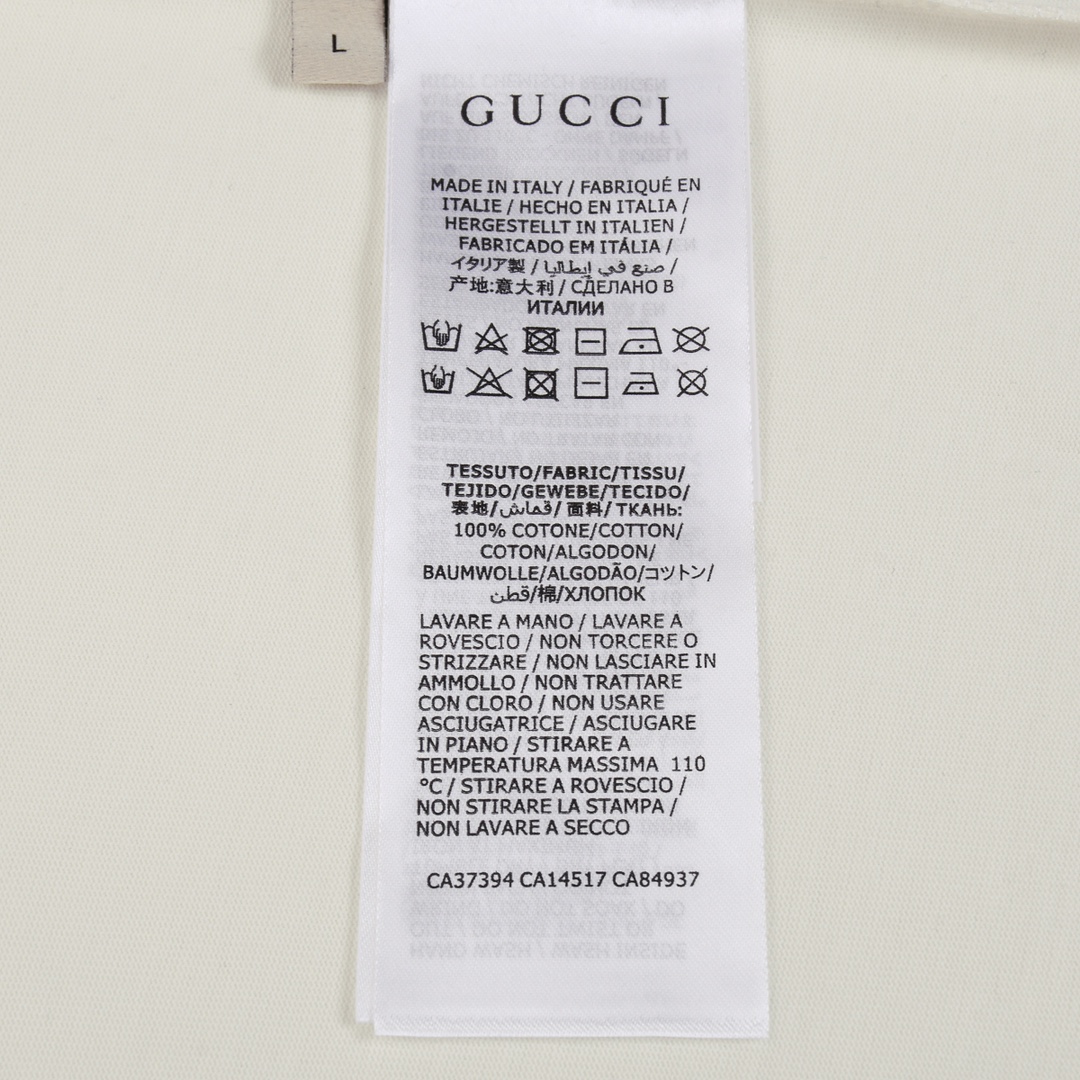 L
GUCCI
MADE IN ITALY / FABRIQUÉ EN
ITALIE / HECHO EN ITALIA /
HERGESTELLT IN ITALIEN /
FABRICADO EM ITÁLIA /
イタリア製 / صنع في إيطاليا /
产地:意大利 / СДЕЛАНО В
ИТАЛИИ
TESSUTO/FABRIC/TISSU/
TEJIDO/GEWEBE/TECIDO/
表地/قماش/面料/ТКАНЬ:
100% COTONE/COTTON/
COTON/ALGODON/
BAUMWOLLE/ALGODÃO/コットン/
قطن/棉/ХЛОПОК
LAVARE A MANO / LAVARE A
ROVESCIO / NON TORCERE O
STRIZZARE / NON LASCIARE IN
AMMOLLO / NON TRATTARE
CON CLORO / NON USARE
ASCIUGATRICE / ASCIUGARE
IN PIANO / STIRARE A
TEMPERATURA MASSIMA 110
°C / STIRARE A ROVESCIO /
NON STIRARE LA STAMPA /
NON LAVARE A SECCO
CA37394 CA14517 CA84937